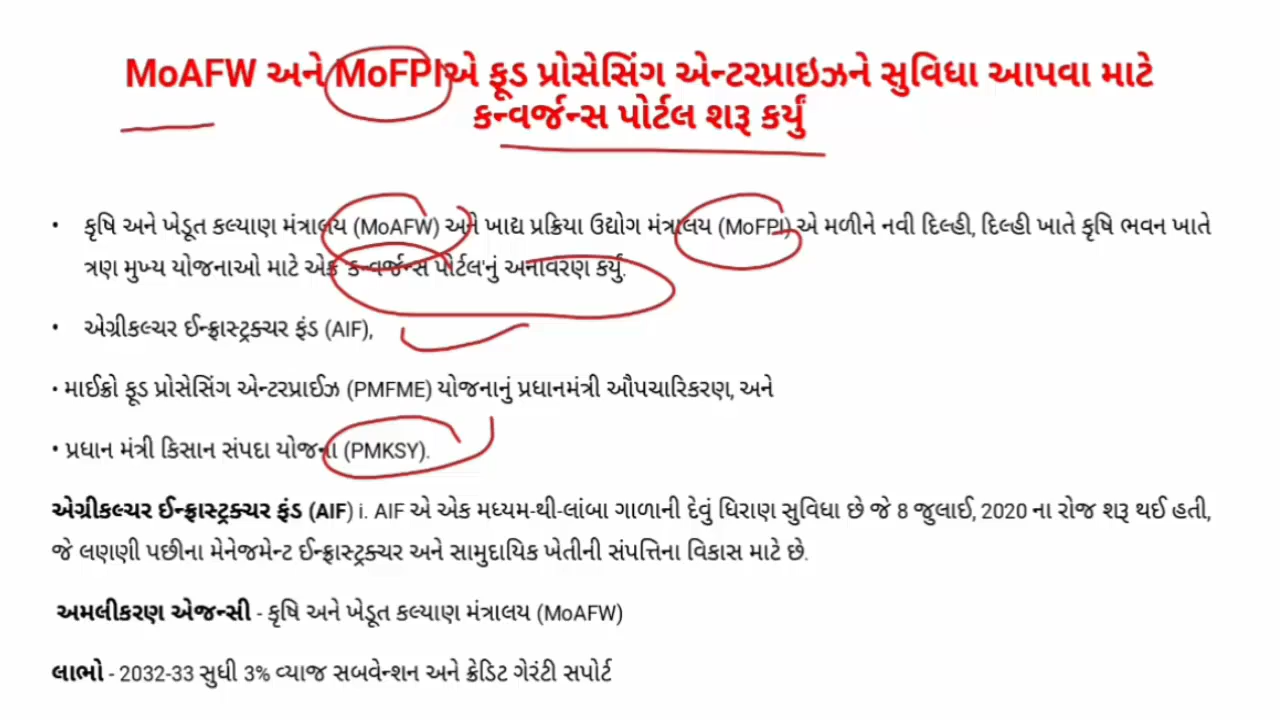 MoAFW અને MoFPIએ ફૂડ પ્રોસેસિંગ એન્ટરપ્રાઇઝને સુવિધા આપવા માટે
કન્વર્જન્સ પોર્ટલ શરૂ કર્યું
• કૃષિ અને ખેડૂત કલ્યાણ મંત્રાલય (MoAFW) અને ખાદ્ય પ્રક્રિયા ઉદ્યોગ મંત્રાલય (MoFPI) એ મળીને નવી દિલ્હી, દિલ્હી ખાતે કૃષિ ભવન ખાતે
ત્રણ મુખ્ય યોજનાઓ માટે એક 'કન્વર્જન્સ પોર્ટલ'નું અનાવરણ કર્યું.
• એગ્રીકલ્ચર ઈન્ફ્રાસ્ટ્રક્ચર ફંડ (AIF),
• માઈક્રો ફૂડ પ્રોસેસિંગ એન્ટરપ્રાઈઝ (PMFME) યોજનાનું પ્રધાનમંત્રી ઔપચારિકરણ, અને
• પ્રધાન મંત્રી કિસાન સંપદા યોજના (PMKSY).
એગ્રીકલ્ચર ઈન્ફ્રાસ્ટ્રક્ચર ફંડ (AIF) i. AIF એ એક મધ્યમ-થી-લાંબા ગાળાની દેવું ધિરાણ સુવિધા છે જે 8 જુલાઈ, 2020 ના રોજ શરૂ થઈ હતી,
જે લણણી પછીના મેનેજમેન્ટ ઈન્ફ્રાસ્ટ્રક્ચર અને સામુદાયિક ખેતીની સંપત્તિના વિકાસ માટે છે.
અમલીકરણ એજન્સી - કૃષિ અને ખેડૂત કલ્યાણ મંત્રાલય (MoAFW)
લાભો - 2032-33 સુધી 3% વ્યાજ સબવેન્શન અને ક્રેડિટ ગેરંટી સપોર્ટ